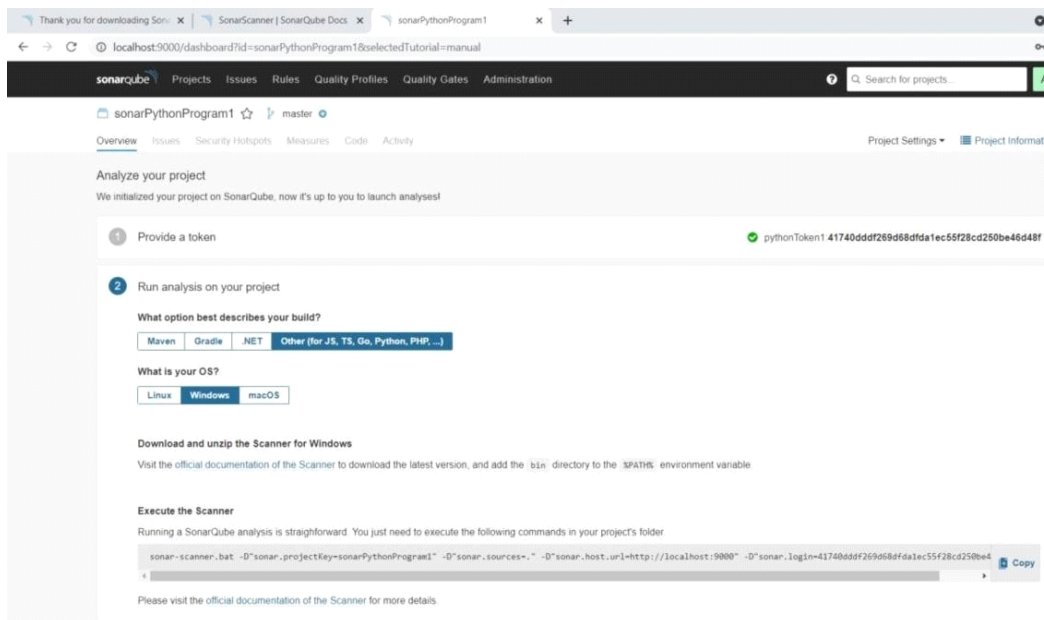 Thank you for downloading Son
SonarScanner | SonarQube Docs
sonarPythonProgram1
localhost:9000/dashboard?id=sonarPythonProgram1&selectedTutorial=manual
sonarqube Projects Issues Rules Quality Profiles Quality Gates Administration
Search for projects...
sonarPythonProgram1 master
Overview Issues Security Hotspots Measures Code Activity
Project Settings
Project Informat
Analyze your project
We initialized your project on SonarQube, now it's up to you to launch analyses!
1 Provide a token
pythonToken1: 41740dddf269d68dfda1ec55f28cd250be46d48f
2 Run analysis on your project
What option best describes your build?
Maven Gradle .NET Other (for JS, TS, Go, Python, PHP, ...)
What is your OS?
Linux Windows macOS
Download and unzip the Scanner for Windows
Visit the official documentation of the Scanner to download the latest version, and add the bin directory to the %PATH% environment variable
Execute the Scanner
Running a SonarQube analysis is straightforward. You just need to execute the following commands in your project's folder.
sonar-scanner.bat -D"sonar.projectKey=sonarPythonProgram1" -D"sonar.sources=." -D"sonar.host.url=http://localhost:9000" -D"sonar.login=41740dddf269d68dfda1ec55f28cd250be4
Copy
Please visit the official documentation of the Scanner for more details.